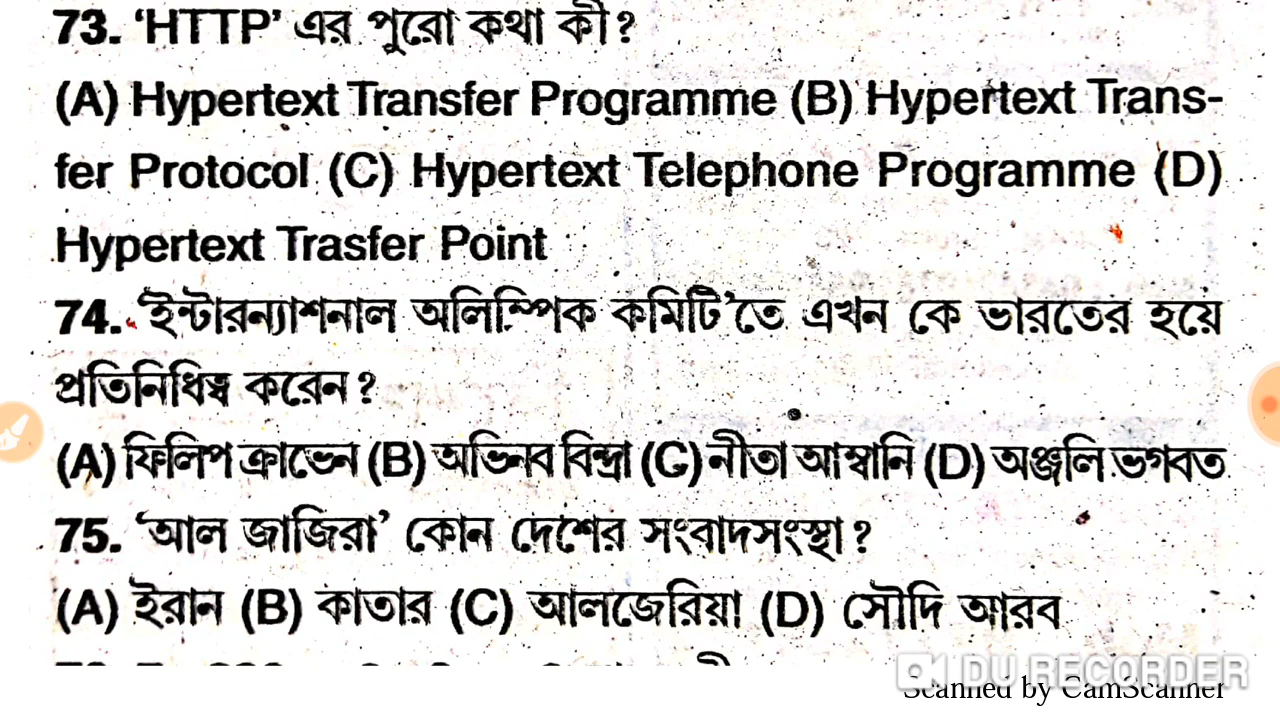 73. ‘HTTP’ এর পুরো কথা কী?
(A) Hypertext Transfer Programme (B) Hypertext Trans-
fer Protocol (C) Hypertext Telephone Programme (D)
Hypertext Trasfer Point
74. ‘ইন্টারন্যাশনাল অলিম্পিক কমিটি’তে এখন কে ভারতের হয়ে
প্রতিনিধিত্ব করেন?
(A) ফিলিপ ক্রাভেন (B) অভিনব বিন্দ্রা (C) নীতা আম্বানি (D) অঞ্জলি ভগবত
75. ‘আল জাজিরা’ কোন দেশের সংবাদসংস্থা?
(A) ইরান (B) কাতার (C) আলজেরিয়া (D) সৌদি আরব
DU RECORDER
Scanned by CamScanner